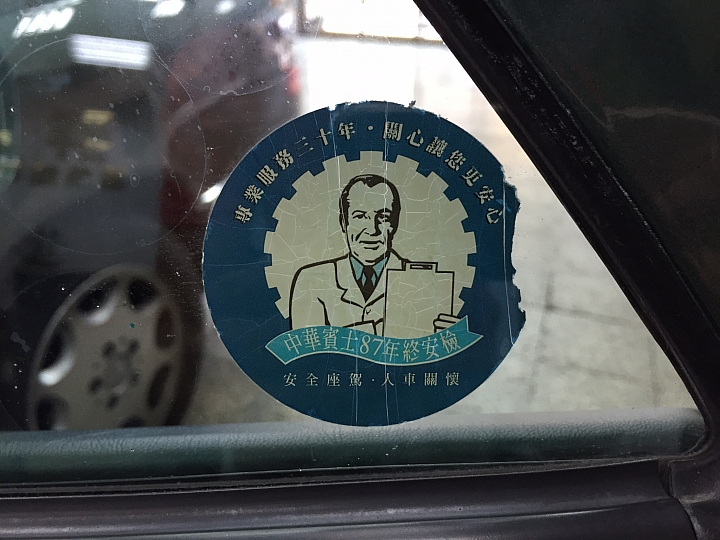 專業服務三十年·關心讓您更安心
中華賓士87年終安檢
安全座駕·人車關懷